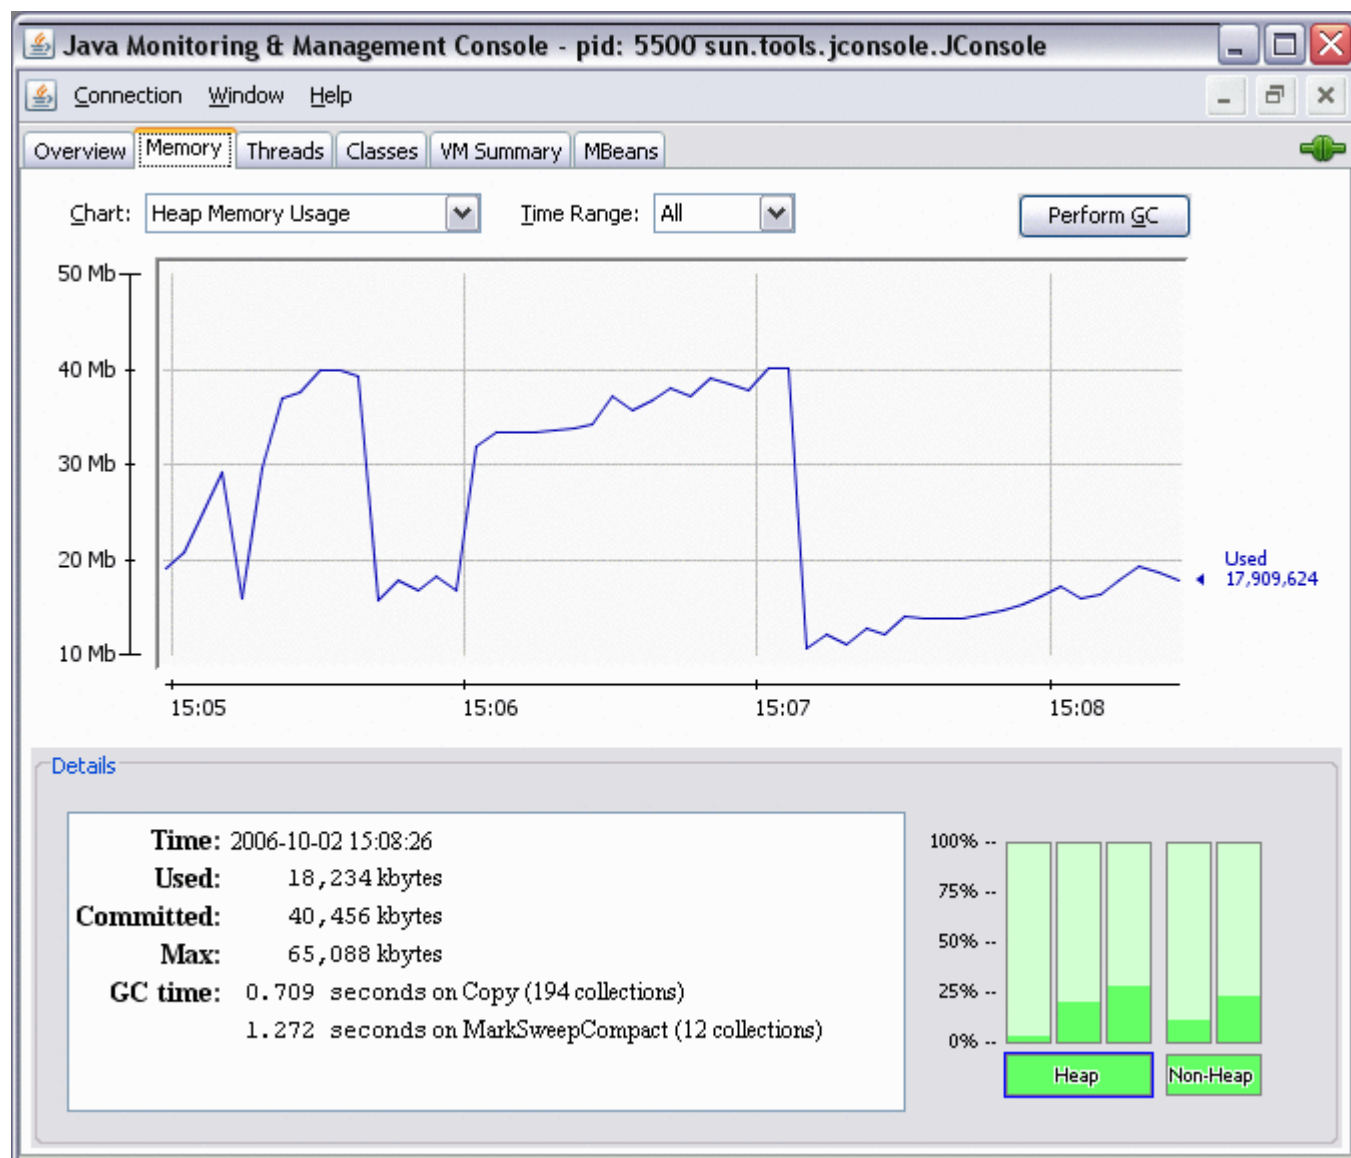 Java Monitoring & Management Console - pid: 5500 sun.tools.jconsole.JConsole
Connection Window Help
Overview Memory Threads Classes VM Summary MBeans
Chart: Heap Memory Usage Time Range: All Perform GC
50 Mb
40 Mb
30 Mb
20 Mb
10 Mb
Used
17,909,624
15:05 15:06 15:07 15:08
Details
Time: 2006-10-02 15:08:26
Used: 18,234 kbytes
Committed: 40,456 kbytes
Max: 65,088 kbytes
GC time: 0.709 seconds on Copy (194 collections)
1.272 seconds on MarkSweepCompact (12 collections)
100% --
75% --
50% --
25% --
0% --
Heap Non-Heap